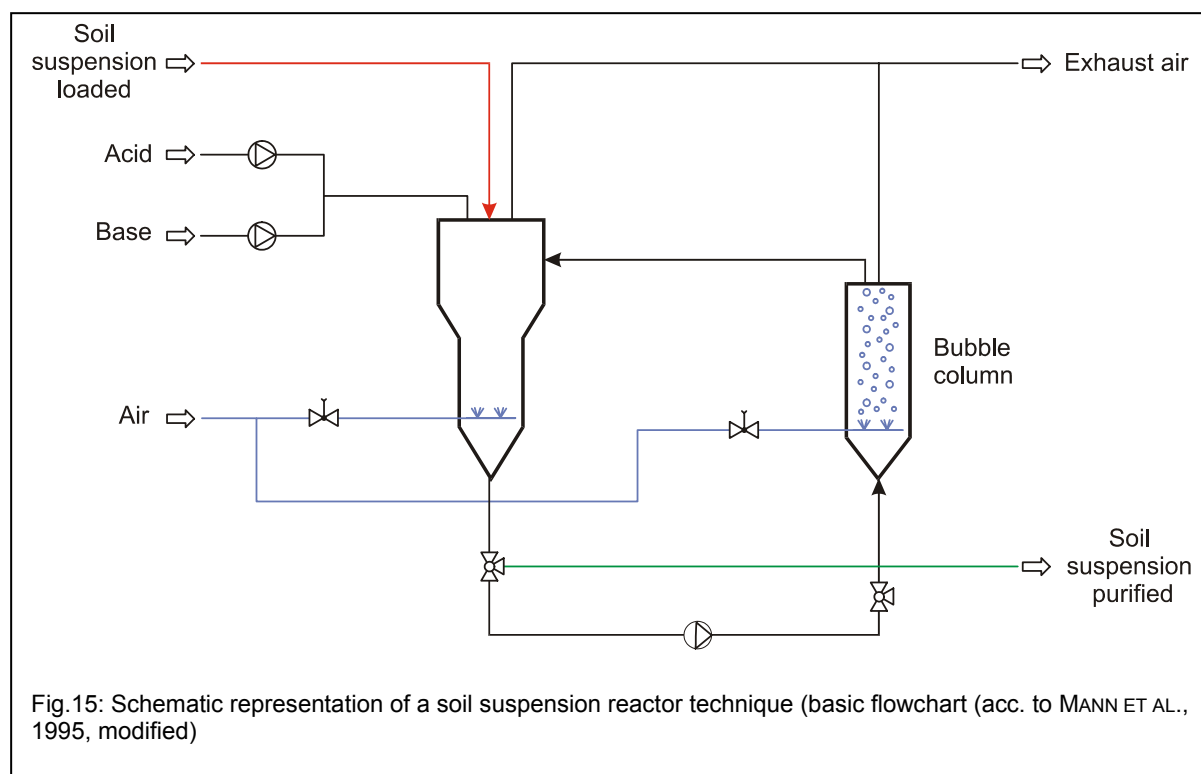 Soil
suspension
loaded
Exhaust air
Acid
Base
Bubble
column
Air
Soil
suspension
purified
Fig.15: Schematic representation of a soil suspension reactor technique (basic flowchart (acc. to MANN ET AL.,
1995, modified)